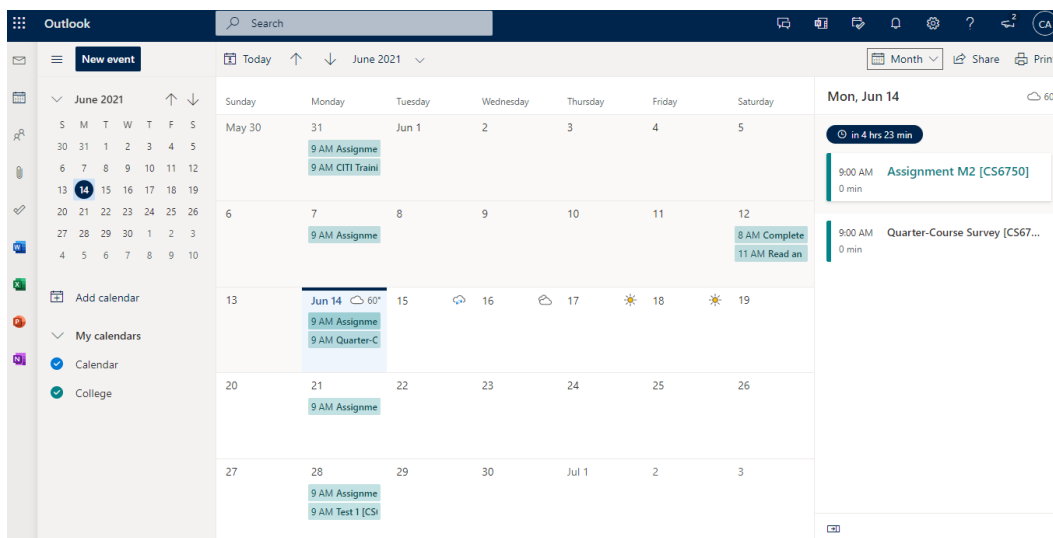 Outlook
Search
2
CA
New event
Today
June 2021
Month
Share
Print
June 2021
S M T W T F S
30 31 1 2 3 4 5
6 7 8 9 10 11 12
13 14 15 16 17 18 19
20 21 22 23 24 25 26
27 28 29 30 1 2 3
4 5 6 7 8 9 10
Add calendar
My calendars
Calendar
College
Sunday Monday Tuesday Wednesday Thursday Friday Saturday
May 30 31 Jun 1 2 3 4 5
9 AM Assignme
9 AM CITI Traini
6 7 8 9 10 11 12
9 AM Assignme
8 AM Complete
11 AM Read an
13 Jun 14 60° 15 16 17 18 19
9 AM Assignme
9 AM Quarter-C
20 21 22 23 24 25 26
9 AM Assignme
27 28 29 30 Jul 1 2 3
9 AM Assignme
9 AM Test 1 [CS
Mon, Jun 14 60
in 4 hrs 23 min
9:00 AM Assignment M2 [CS6750]
0 min
9:00 AM Quarter-Course Survey [CS67...
0 min